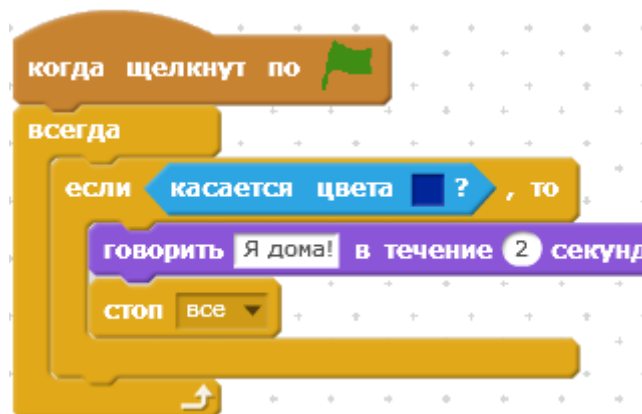 когда щелкнут по
всегда
если касается цвета ? , то
говорить Я дома! в течение 2 секунд
стоп все